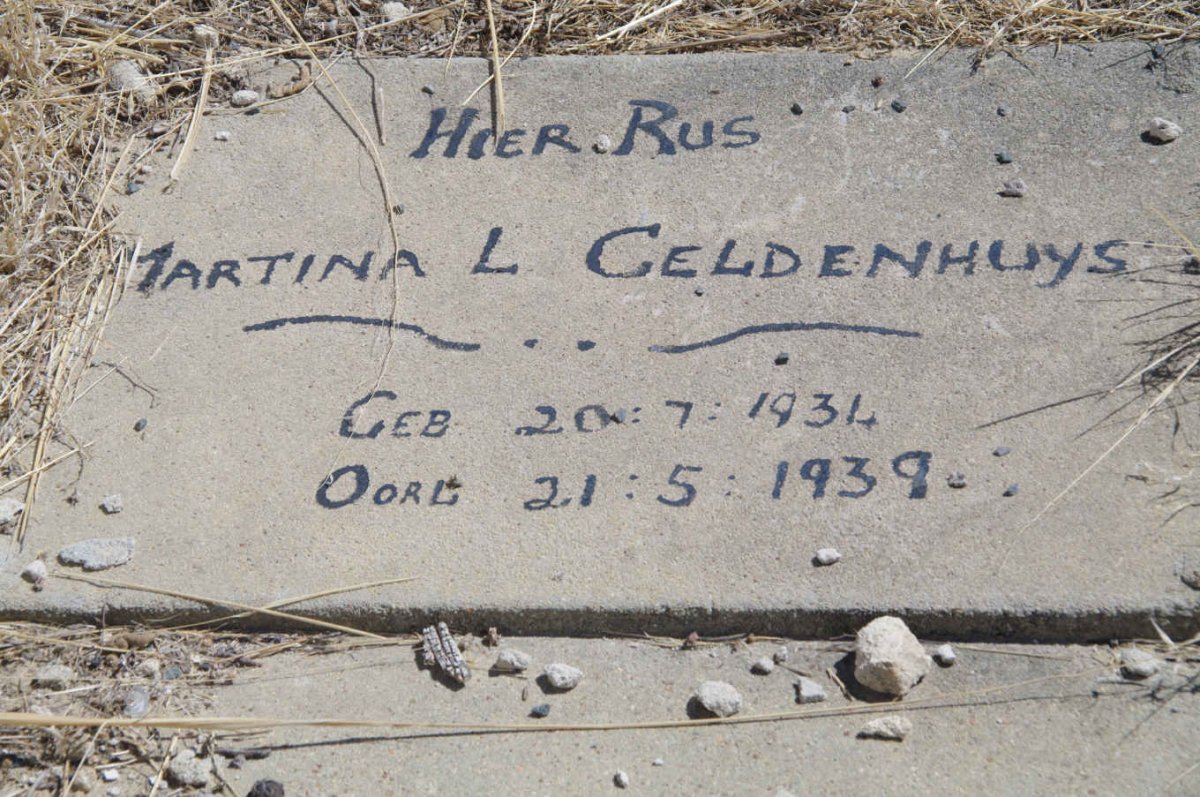 HIER RUS
MARTINA L GELDENHUYS
GEB 20:7:1934
OORL 21:5:1939